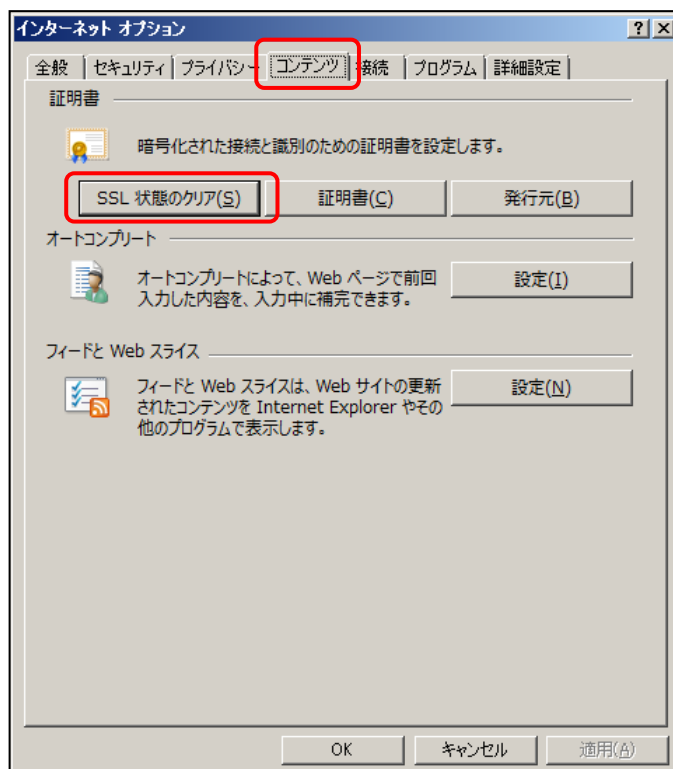 インターネット オプション
全般 セキュリティ プライバシー コンテンツ 接続 プログラム 詳細設定
証明書
暗号化された接続と識別のための証明書を設定します。
SSL 状態のクリア(S) 証明書(C) 発行元(B)
オートコンプリート
オートコンプリートによって、Web ページで前回
入力した内容を、入力中に補完できます。
設定(I)
フィードと Web スライス
フィードと Web スライスは、Web サイトの更新
されたコンテンツを Internet Explorer やその
他のプログラムで表示します。
設定(N)
OK キャンセル 適用(A)